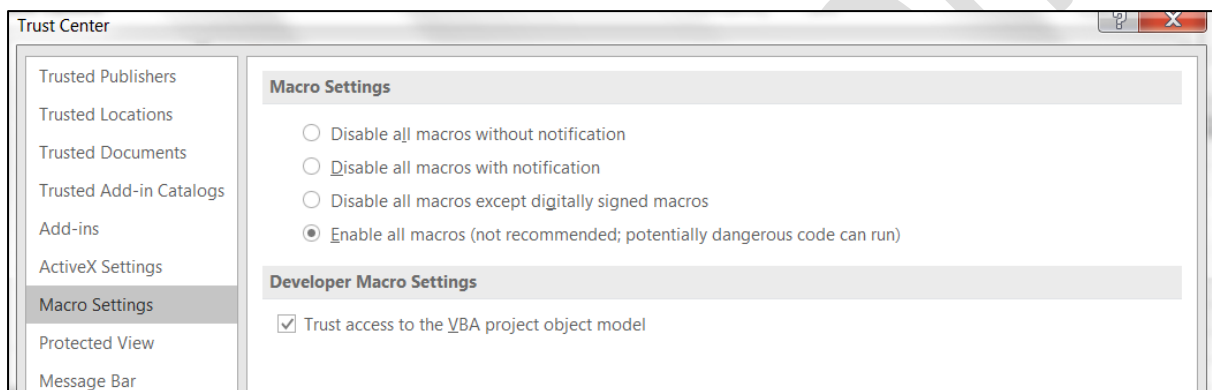 Trust Center
Trusted Publishers
Trusted Locations
Trusted Documents
Trusted Add-in Catalogs
Add-ins
ActiveX Settings
Macro Settings
Protected View
Message Bar
Macro Settings
Disable all macros without notification
Disable all macros with notification
Disable all macros except digitally signed macros
Enable all macros (not recommended; potentially dangerous code can run)
Developer Macro Settings
Trust access to the VBA project object model